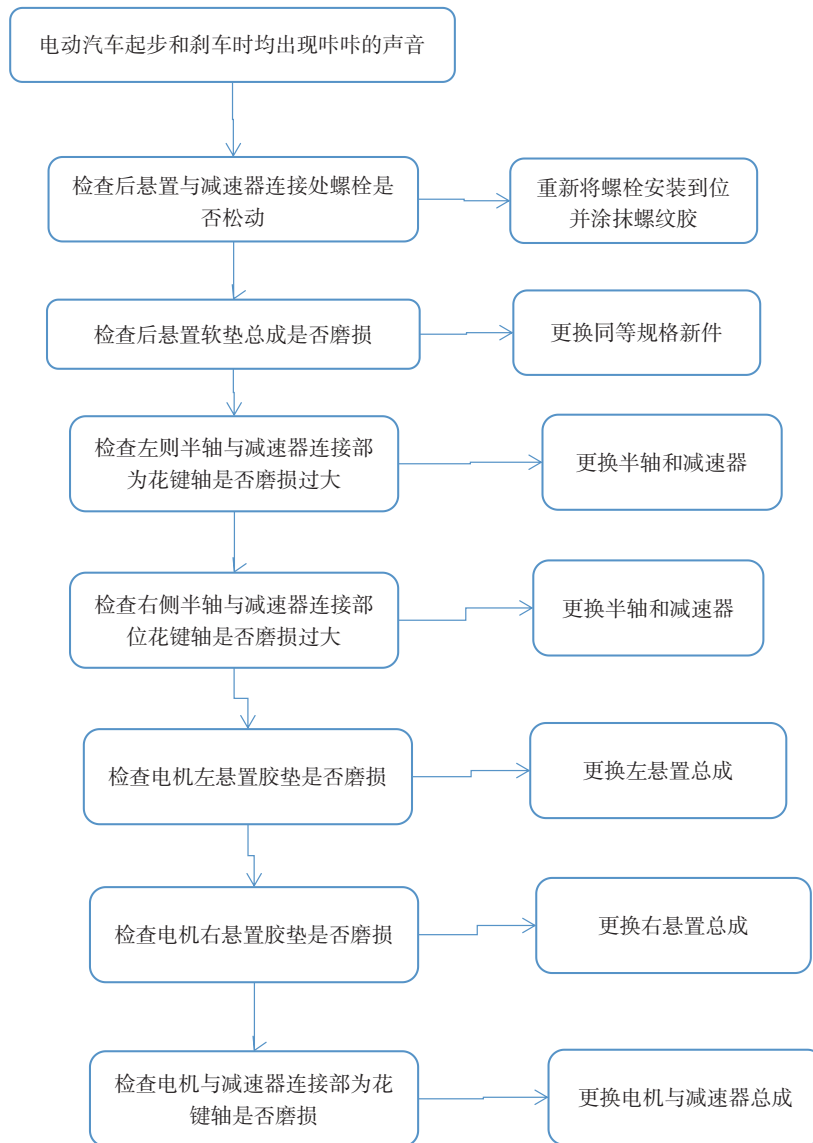 电动汽车起步和刹车时均出现咔咔的声音
检查后悬置与减速器连接处螺栓是
否松动
重新将螺栓安装到位
并涂抹螺纹胶
检查后悬置软垫总成是否磨损
更换同等规格新件
检查左则半轴与减速器连接部
为花键轴是否磨损过大
更换半轴和减速器
检查右侧半轴与减速器连接部
位花键轴是否磨损过大
更换半轴和减速器
检查电机左悬置胶垫是否磨损
更换左悬置总成
检查电机右悬置胶垫是否磨损
更换右悬置总成
检查电机与减速器连接部为花
键轴是否磨损
更换电机与减速器总成